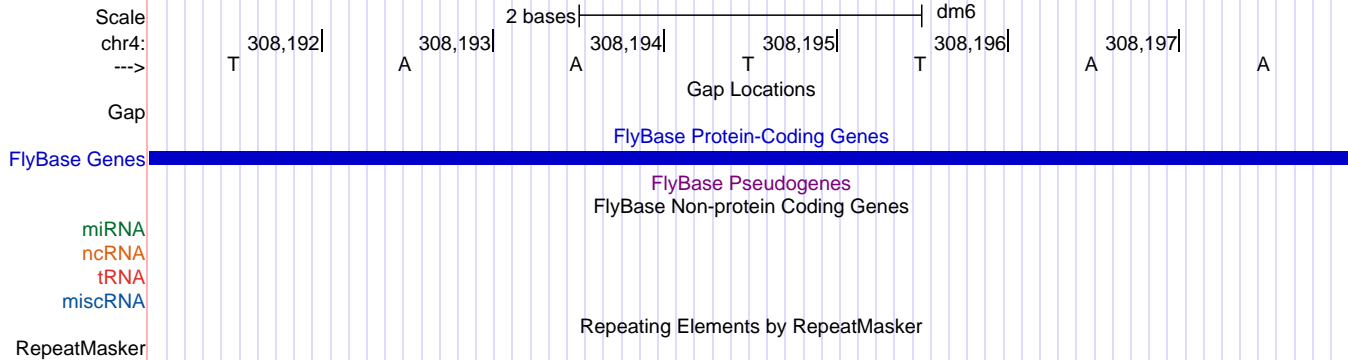 Scale 2 bases dm6
chr4: 308,192 308,193 308,194 308,195 308,196 308,197
---> T A A T T A A
Gap Locations
Gap
FlyBase Protein-Coding Genes
FlyBase Genes
FlyBase Pseudogenes
FlyBase Non-protein Coding Genes
miRNA
ncRNA
tRNA
miscRNA
Repeating Elements by RepeatMasker
RepeatMasker